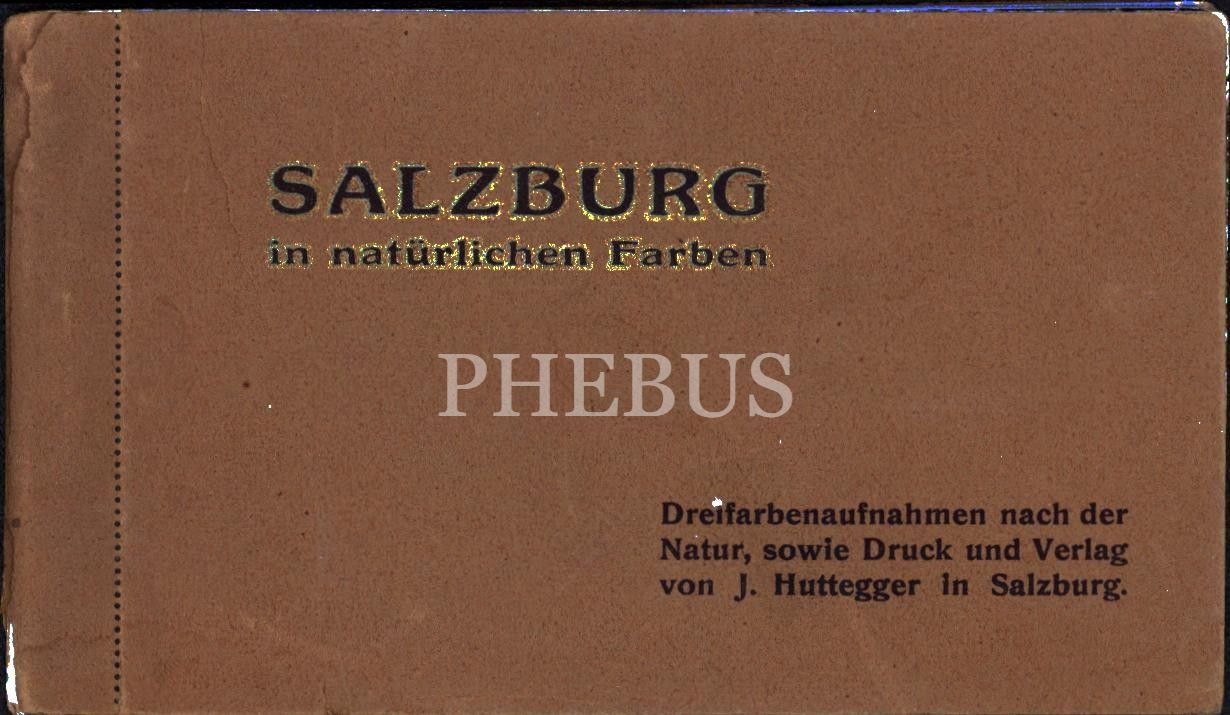 SALZBURG
in natürlichen Farben
PHEBUS
Dreifarbenaufnahmen nach der
Natur, sowie Druck und Verlag
von J. Huttegger in Salzburg.